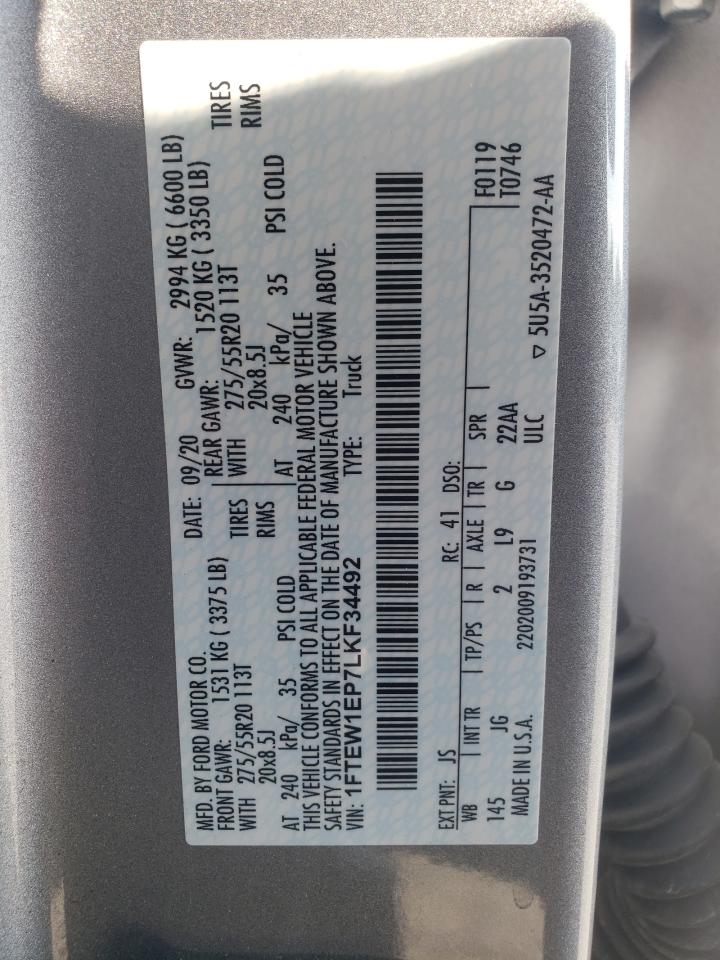 MFD. BY FORD MOTOR CO. DATE: 09/20 GVWR: 2994 KG ( 6600 LB)
FRONT GAWR: 1531 KG ( 3375 LB) REAR GAWR: 1520 KG ( 3350 LB)
WITH 275/55R20 113T TIRES WITH 275/55R20 113T TIRES
20x8.5J RIMS 20x8.5J RIMS
AT 240 kPa/ 35 PSI COLD AT 240 kPa/ 35 PSI COLD
THIS VEHICLE CONFORMS TO ALL APPLICABLE FEDERAL MOTOR VEHICLE
SAFETY STANDARDS IN EFFECT ON THE DATE OF MANUFACTURE SHOWN ABOVE.
VIN: 1FTEW1EP7LKF34492 TYPE: Truck
EXT PNT: JS RC: 41 DSO: F0119
WB INT TR TP/PS R AXLE TR SPR T0746
145 JG 2 L9 G 22AA
MADE IN U.S.A. 2202009193731 ULC ▽ 5U5A-3520472-AA